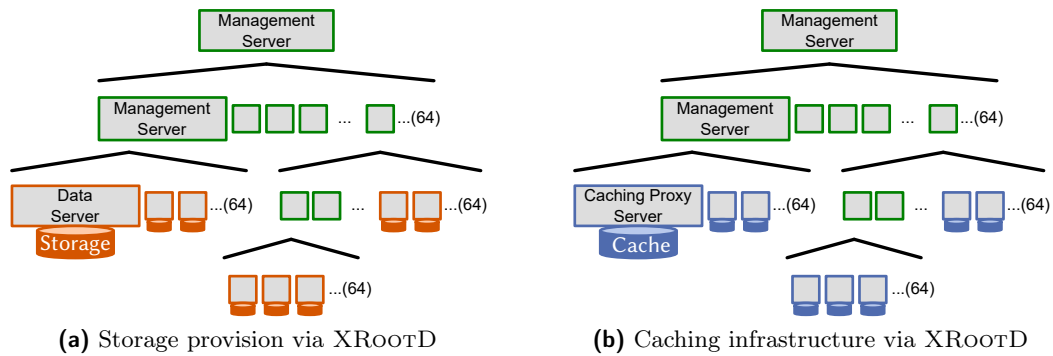 Management
Server
Management
Server
... ...(64)
Data
Server
...(64) ... ...(64)
Storage
...(64)
(a) Storage provision via XROOTD
Management
Server
Management
Server
... ...(64)
Caching Proxy
Server
...(64) ... ...(64)
Cache
...(64)
(b) Caching infrastructure via XROOTD